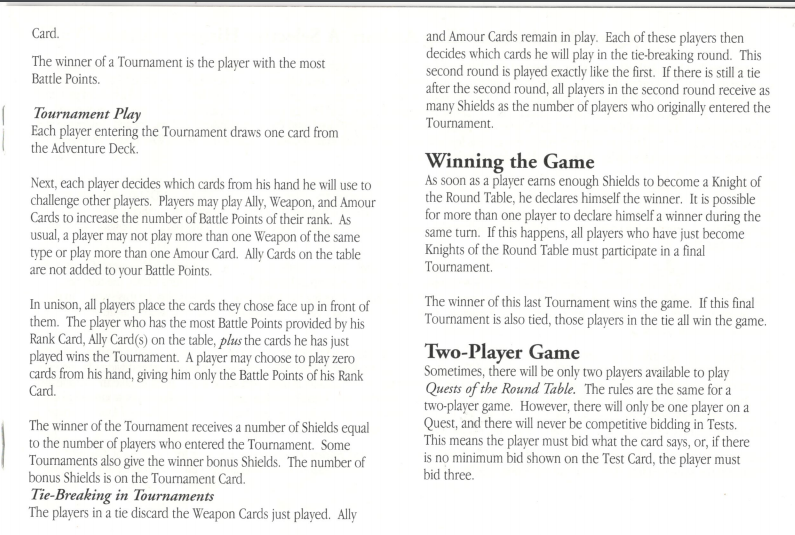 Card.
The winner of a Tournament is the player with the most
Battle Points.
Tournament Play
Each player entering the Tournament draws one card from
the Adventure Deck.
Next, each player decides which cards from his hand he will use to
challenge other players. Players may play Ally, Weapon, and Amour
Cards to increase the number of Battle Points of their rank. As
usual, a player may not play more than one Weapon of the same
type or play more than one Amour Card. Ally Cards on the table
are not added to your Battle Points.
In unison, all players place the cards they chose face up in front of
them. The player who has the most Battle Points provided by his
Rank Card, Ally Card(s) on the table, plus the cards he has just
played wins the Tournament. A player may choose to play zero
cards from his hand, giving him only the Battle Points of his Rank
Card.
The winner of the Tournament receives a number of Shields equal
to the number of players who entered the Tournament. Some
Tournaments also give the winner bonus Shields. The number of
bonus Shields is on the Tournament Card.
Tie-Breaking in Tournaments
The players in a tie discard the Weapon Cards just played. Ally
and Amour Cards remain in play. Each of these players then
decides which cards he will play in the tie-breaking round. This
second round is played exactly like the first. If there is still a tie
after the second round, all players in the second round receive as
many Shields as the number of players who originally entered the
Tournament.
Winning the Game
As soon as a player earns enough Shields to become a Knight of
the Round Table, he declares himself the winner. It is possible
for more than one player to declare himself a winner during the
same turn. If this happens, all players who have just become
Knights of the Round Table must participate in a final
Tournament.
The winner of this last Tournament wins the game. If this final
Tournament is also tied, those players in the tie all win the game.
Two-Player Game
Sometimes, there will be only two players available to play
Quests of the Round Table. The rules are the same for a
two-player game. However, there will only be one player on a
Quest, and there will never be competitive bidding in Tests.
This means the player must bid what the card says, or, if there
is no minimum bid shown on the Test Card, the player must
bid three.